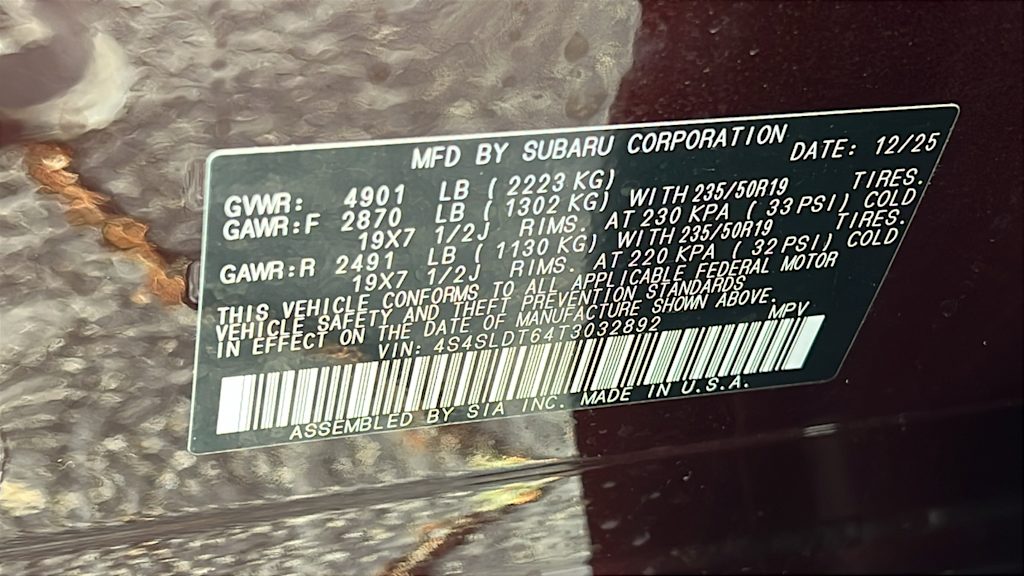 MFD BY SUBARU CORPORATION DATE: 12/25
GVWR: 4901 LB ( 2223 KG)
GAWR:F 2870 LB ( 1302 KG) WITH 235/50R19 TIRES.
19X7 1/2J RIMS. AT 230 KPA ( 33 PSI) COLD
GAWR:R 2491 LB ( 1130 KG) WITH 235/50R19 TIRES.
19X7 1/2J RIMS. AT 220 KPA ( 32 PSI) COLD
THIS VEHICLE CONFORMS TO ALL APPLICABLE FEDERAL MOTOR
VEHICLE SAFETY AND THEFT PREVENTION STANDARDS
IN EFFECT ON THE DATE OF MANUFACTURE SHOWN ABOVE.
VIN: 4S4SLDT64T3032892 MPV
ASSEMBLED BY SIA INC. MADE IN U.S.A.